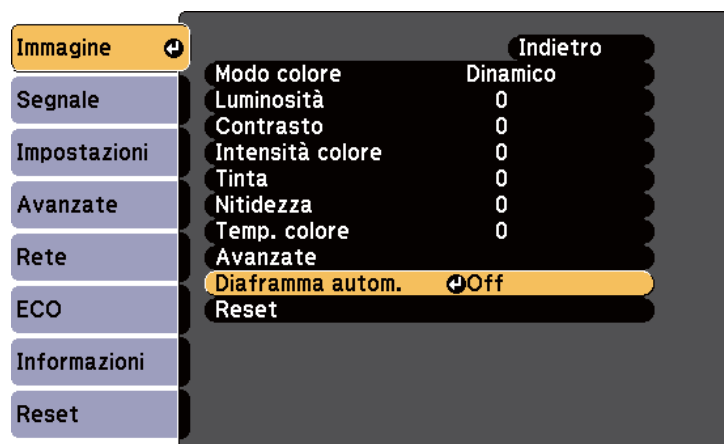 Immagine
Segnale
Impostazioni
Avanzate
Rete
ECO
Informazioni
Reset
Indietro
Modo colore Dinamico
Luminosità 0
Contrasto 0
Intensità colore 0
Tinta 0
Nitidezza 0
Temp. colore 0
Avanzate
Diaframma autom. Off
Reset